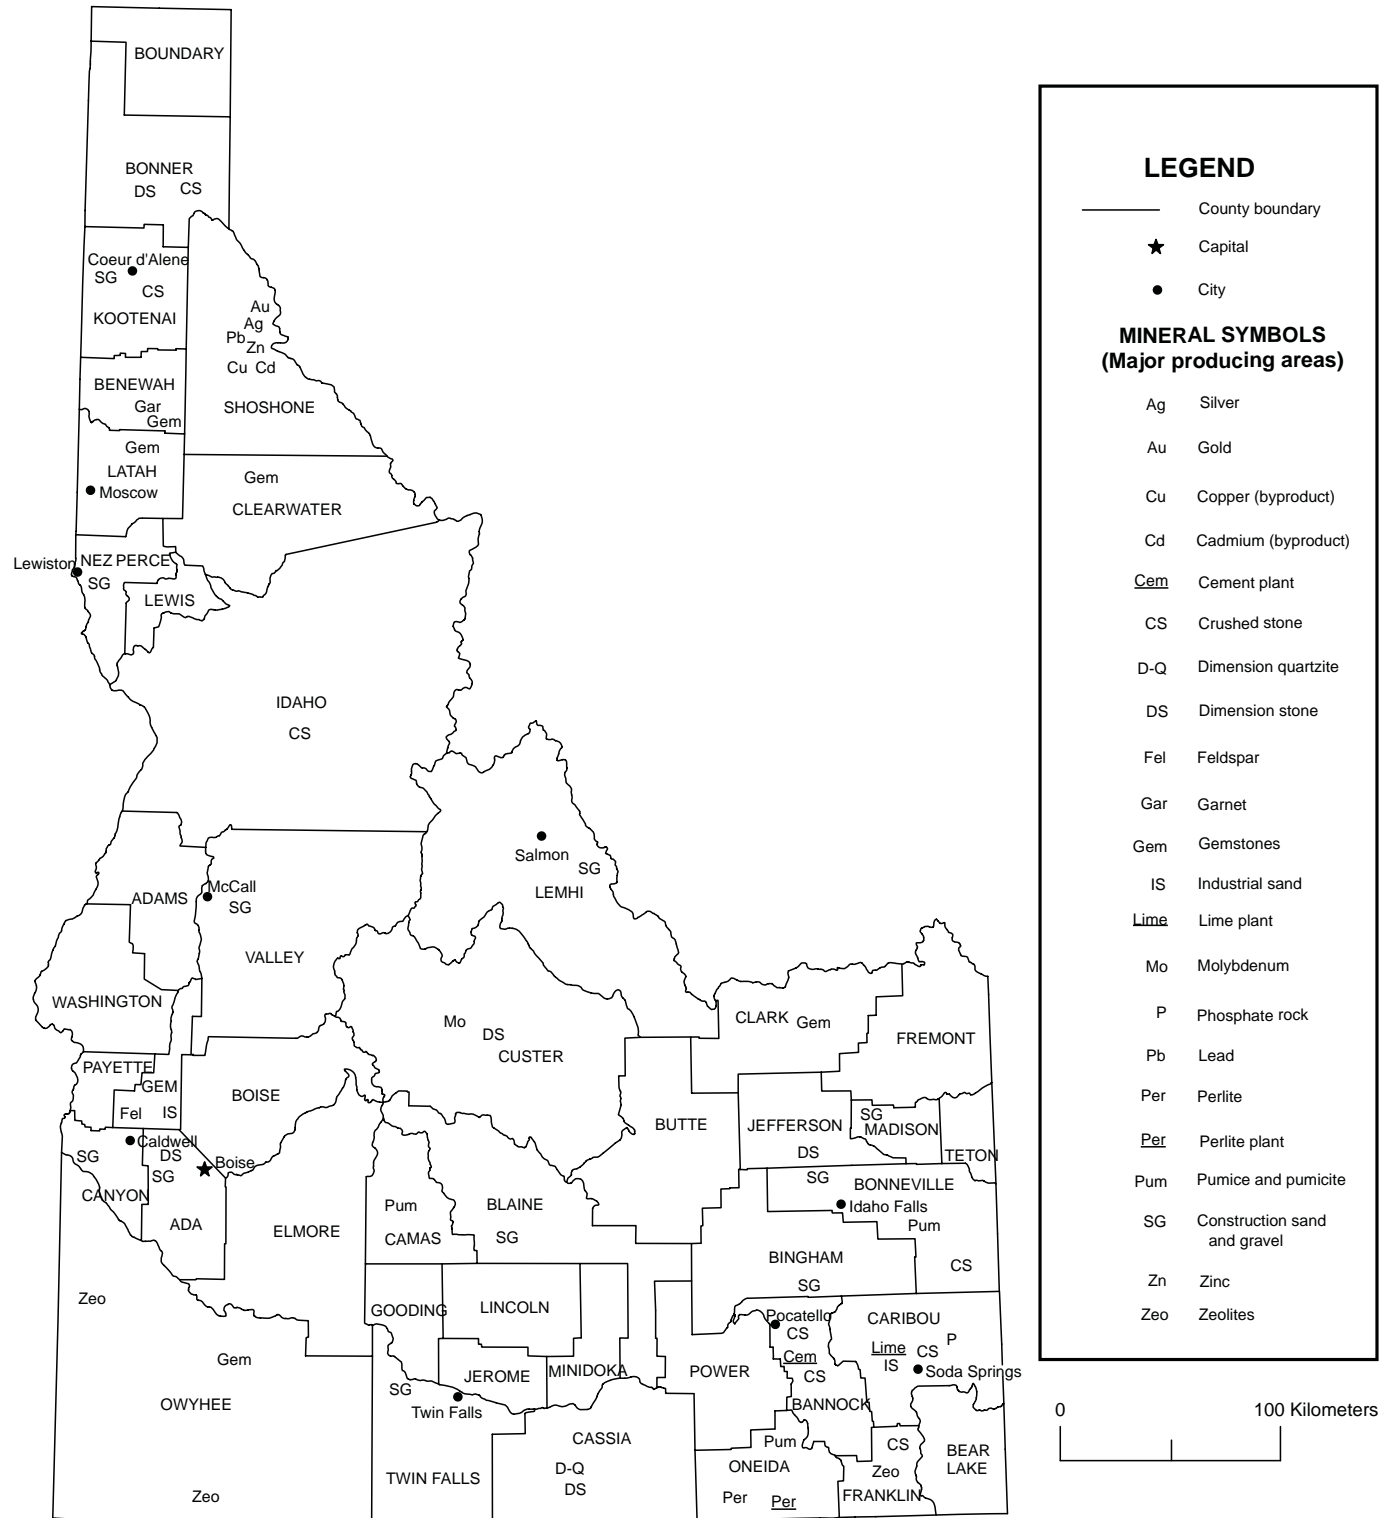 BOUNDARY
BONNER
DS CS
Coeur d'Alene
SG
CS
KOOTENAI
Au
Ag
Pb
Zn
Cu Cd
SHOSHONE
BENEWAH
Gar
Gem
Gem
LATAH
Moscow
Gem
CLEARWATER
Lewiston
NEZ PERCE
SG
LEWIS
IDAHO
CS
Salmon
SG
LEMHI
McCall
ADAMS
SG
VALLEY
WASHINGTON
Mo
DS
CUSTER
CLARK Gem
FREMONT
PAYETTE
GEM
Fel IS
BOISE
BUTTE
JEFFERSON
DS
SG
MADISON
TETON
Caldwell
SG
DS
SG
Boise
CANYON
ADA
ELMORE
Pum
CAMAS
BLAINE
SG
SG
BONNEVILLE
Idaho Falls
Pum
CS
BINGHAM
SG
Zeo
Gem
OWYHEE
Zeo
GOODING
LINCOLN
JEROME
MINIDOKA
SG
Twin Falls
TWIN FALLS
CASSIA
D-Q
DS
POWER
Pocatello
CS
Cem
CS
BANNOCK
CARIBOU
P
Lime
CS
IS
Soda Springs
Pum
ONEIDA
Per Per
CS
Zeo
FRANKLIN
BEAR
LAKE
LEGEND
County boundary
Capital
City
MINERAL SYMBOLS
(Major producing areas)
Ag Silver
Au Gold
Cu Copper (byproduct)
Cd Cadmium (byproduct)
Cem Cement plant
CS Crushed stone
D-Q Dimension quartzite
DS Dimension stone
Fel Feldspar
Gar Garnet
Gem Gemstones
IS Industrial sand
Lime Lime plant
Mo Molybdenum
P Phosphate rock
Pb Lead
Per Perlite
Per Perlite plant
Pum Pumice and pumicite
SG Construction sand
and gravel
Zn Zinc
Zeo Zeolites
0 100 Kilometers